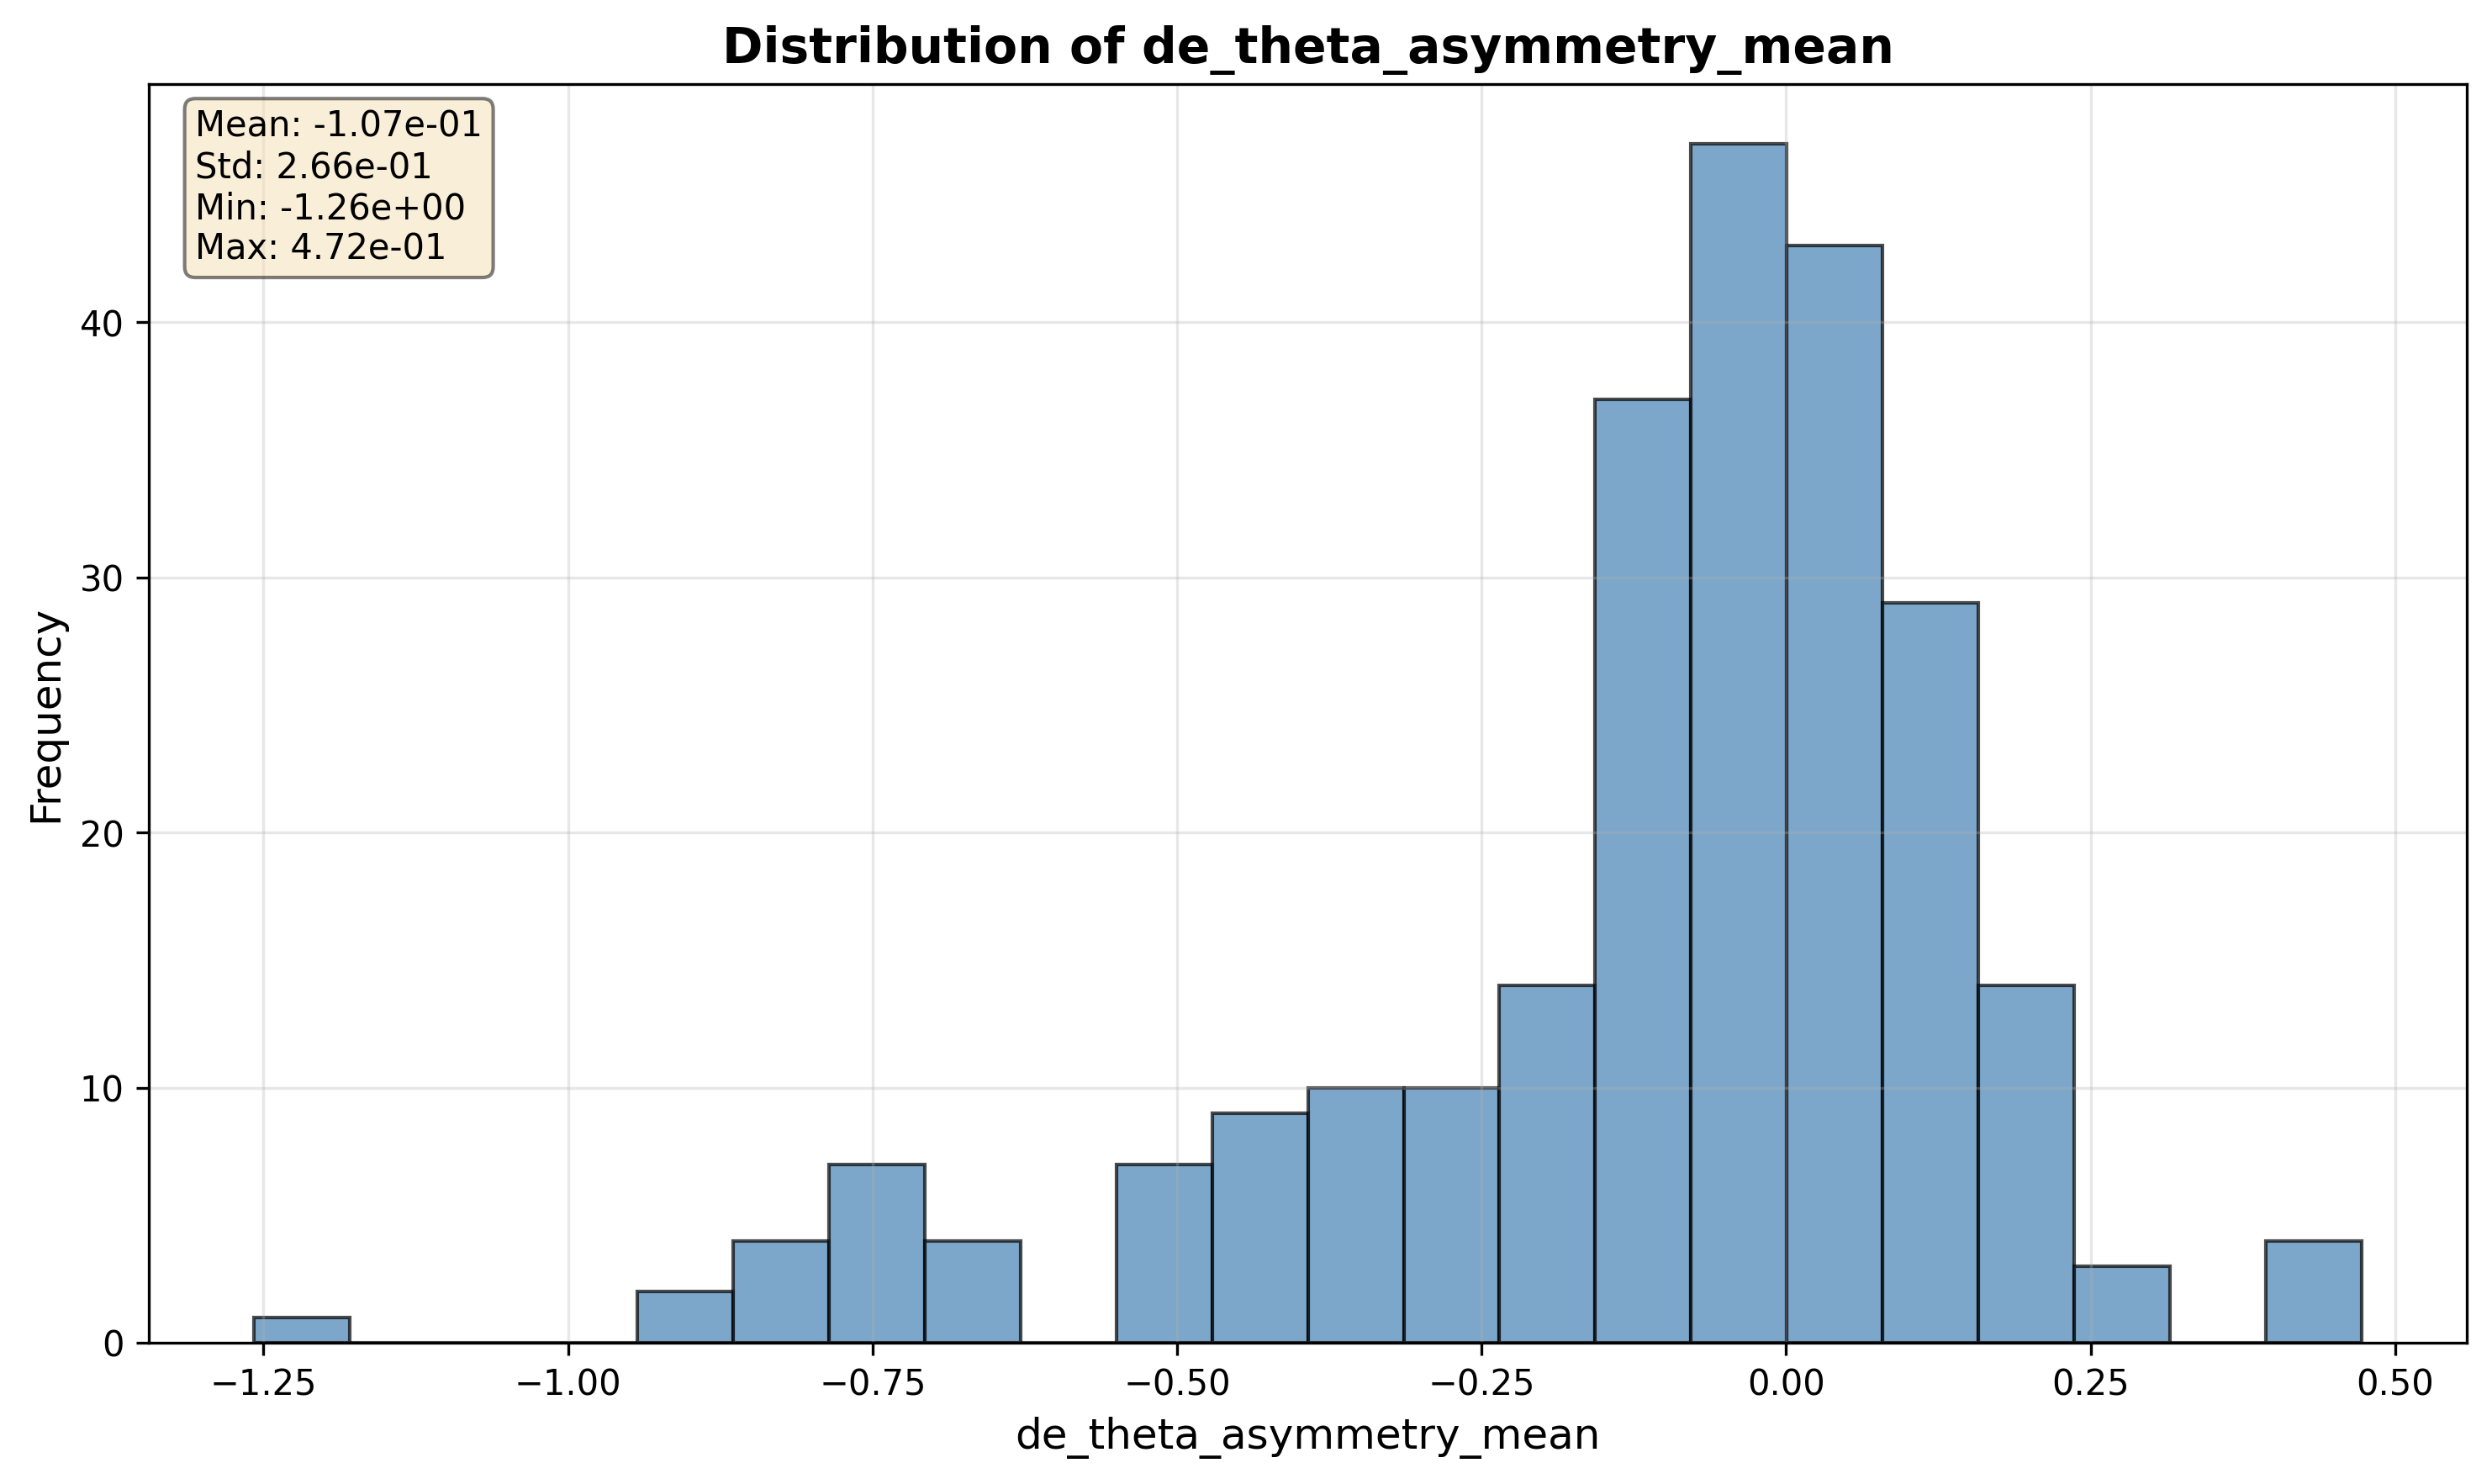 Distribution of de_theta_asymmetry_mean
Mean: -1.07e-01
Std: 2.66e-01
Min: -1.26e+00
Max: 4.72e-01
Frequency
40
30
20
10
0
−1.25 −1.00 −0.75 −0.50 −0.25 0.00 0.25 0.50
de_theta_asymmetry_mean